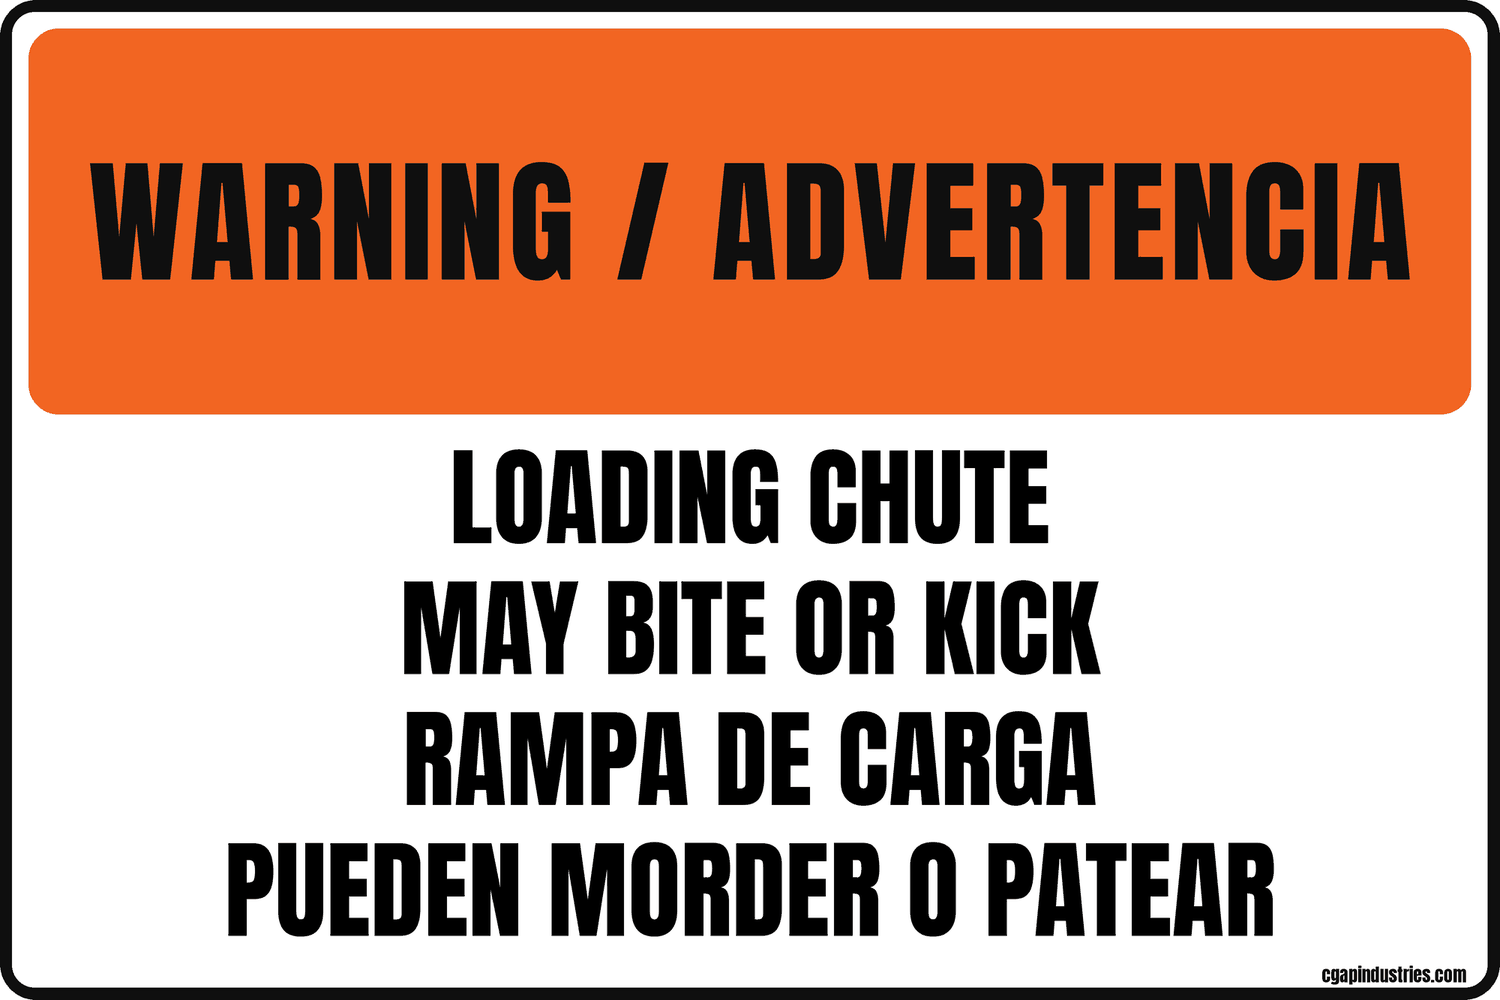 WARNING / ADVERTENCIA
LOADING CHUTE
MAY BITE OR KICK
RAMPA DE CARGA
PUEDEN MORDER O PATEAR
cgapindustries.com